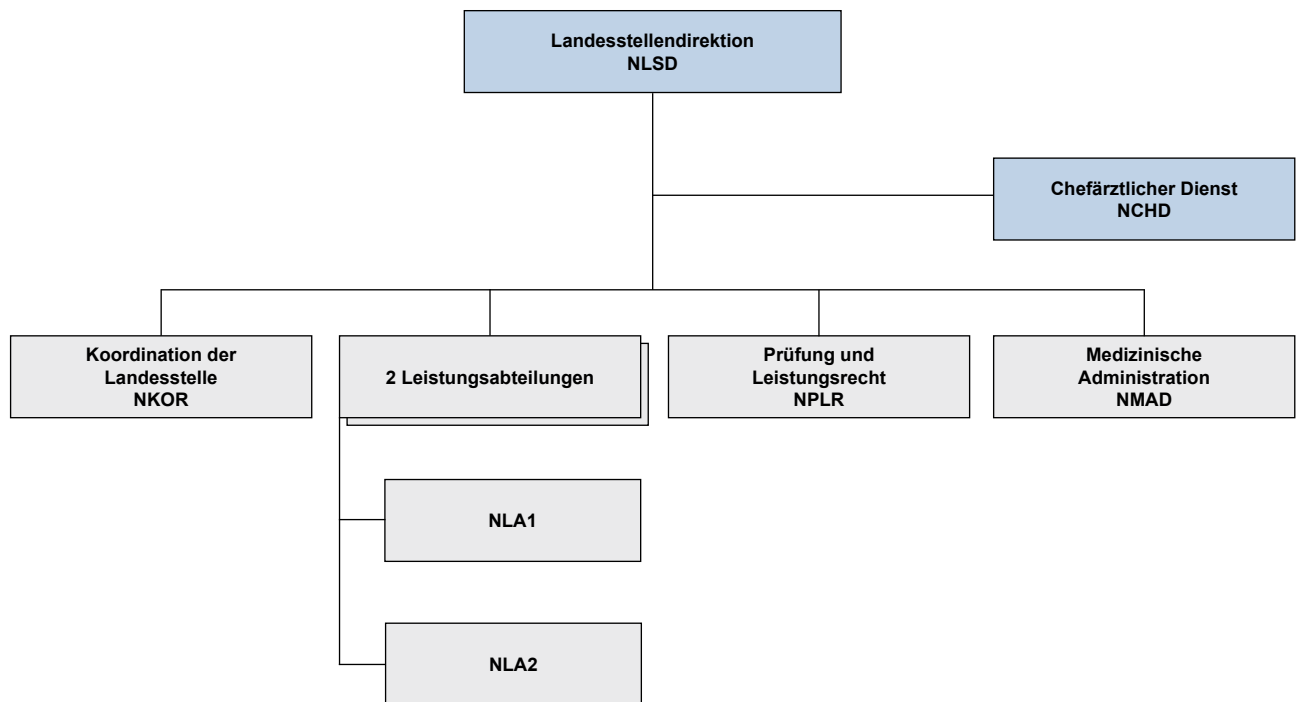 Landesstellendirektion
NLSD
Chefärztlicher Dienst
NCHD
Koordination der
Landesstelle
NKOR
2 Leistungsabteilungen
Prüfung und
Leistungsrecht
NPLR
Medizinische
Administration
NMAD
NLA1
NLA2